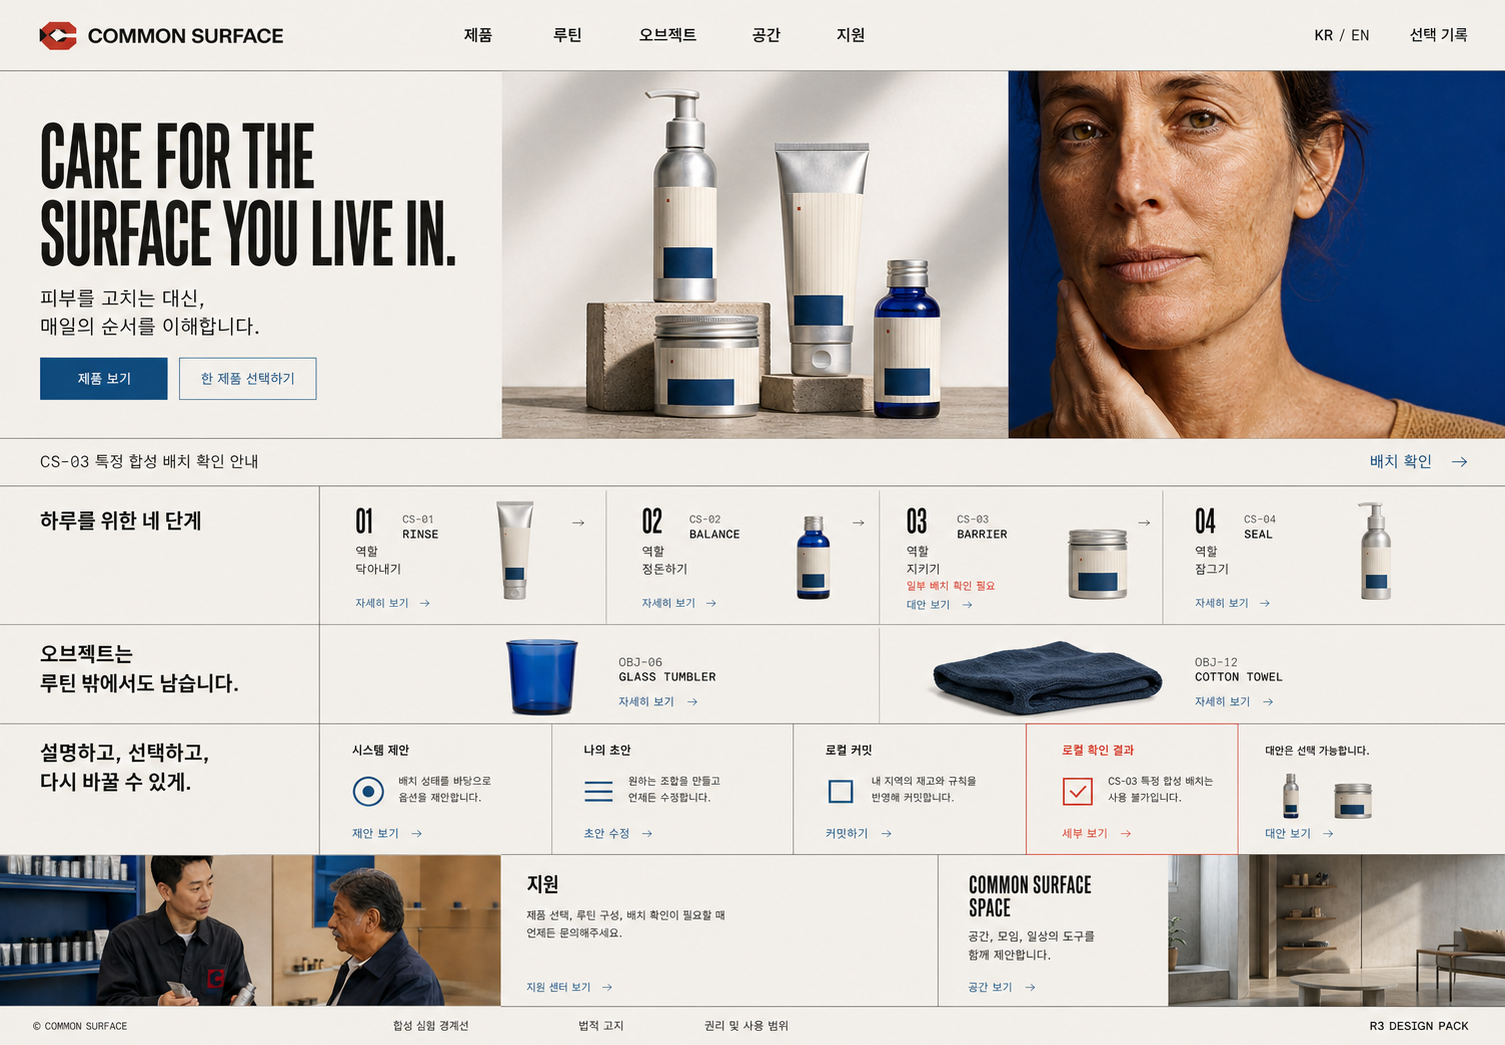 COMMON SURFACE
제품
루틴
오브젝트
공간
지원
KR / EN
선택 기록
CARE FOR THE
SURFACE YOU LIVE IN.
피부를 고치는 대신,
매일의 순서를 이해합니다.
제품 보기
한 제품 선택하기
CS-03 특정 합성 배치 확인 안내
배치 확인 →
하루를 위한 네 단게
01
CS-01
RINSE
역할
닦아내기
자세히 보기 →
02
CS-02
BALANCE
역할
정돈하기
자세히 보기 →
03
CS-03
BARRIER
역할
지키기
일부 배치 확인 필요
대안 보기 →
04
CS-04
SEAL
역할
잠그기
자세히 보기 →
오브젝트는
루틴 밖에서도 남습니다.
OBJ-06
GLASS TUMBLER
자세히 보기 →
OBJ-12
COTTON TOWEL
자세히 보기 →
설명하고, 선택하고,
다시 바꿀 수 있게.
시스템 제안
배치 성태를 바당으로
옵션을 제안합니다.
제안 보기 →
나의 초안
원하는 조합을 만들고
언제든 수정합니다.
초안 수정 →
로컬 커밋
내 지역의 재고와 규칙을
반영해 커밋합니다.
커밋하기 →
로컬 확인 결과
CS-03 특정 합성 배치는
사용 불가입니다.
세부 보기 →
대안은 선택 가능합니다.
대안 보기 →
지원
제품 선택, 루틴 구성, 배치 확인이 필요할 때
언제든 문의해주세요.
지원 센터 보기 →
COMMON SURFACE
SPACE
공간, 모임, 일상의 도구를
함께 제안합니다.
공간 보기 →
© COMMON SURFACE
합성 실험 경계선
법적 고지
권리 및 사용 범위
R3 DESIGN PACK